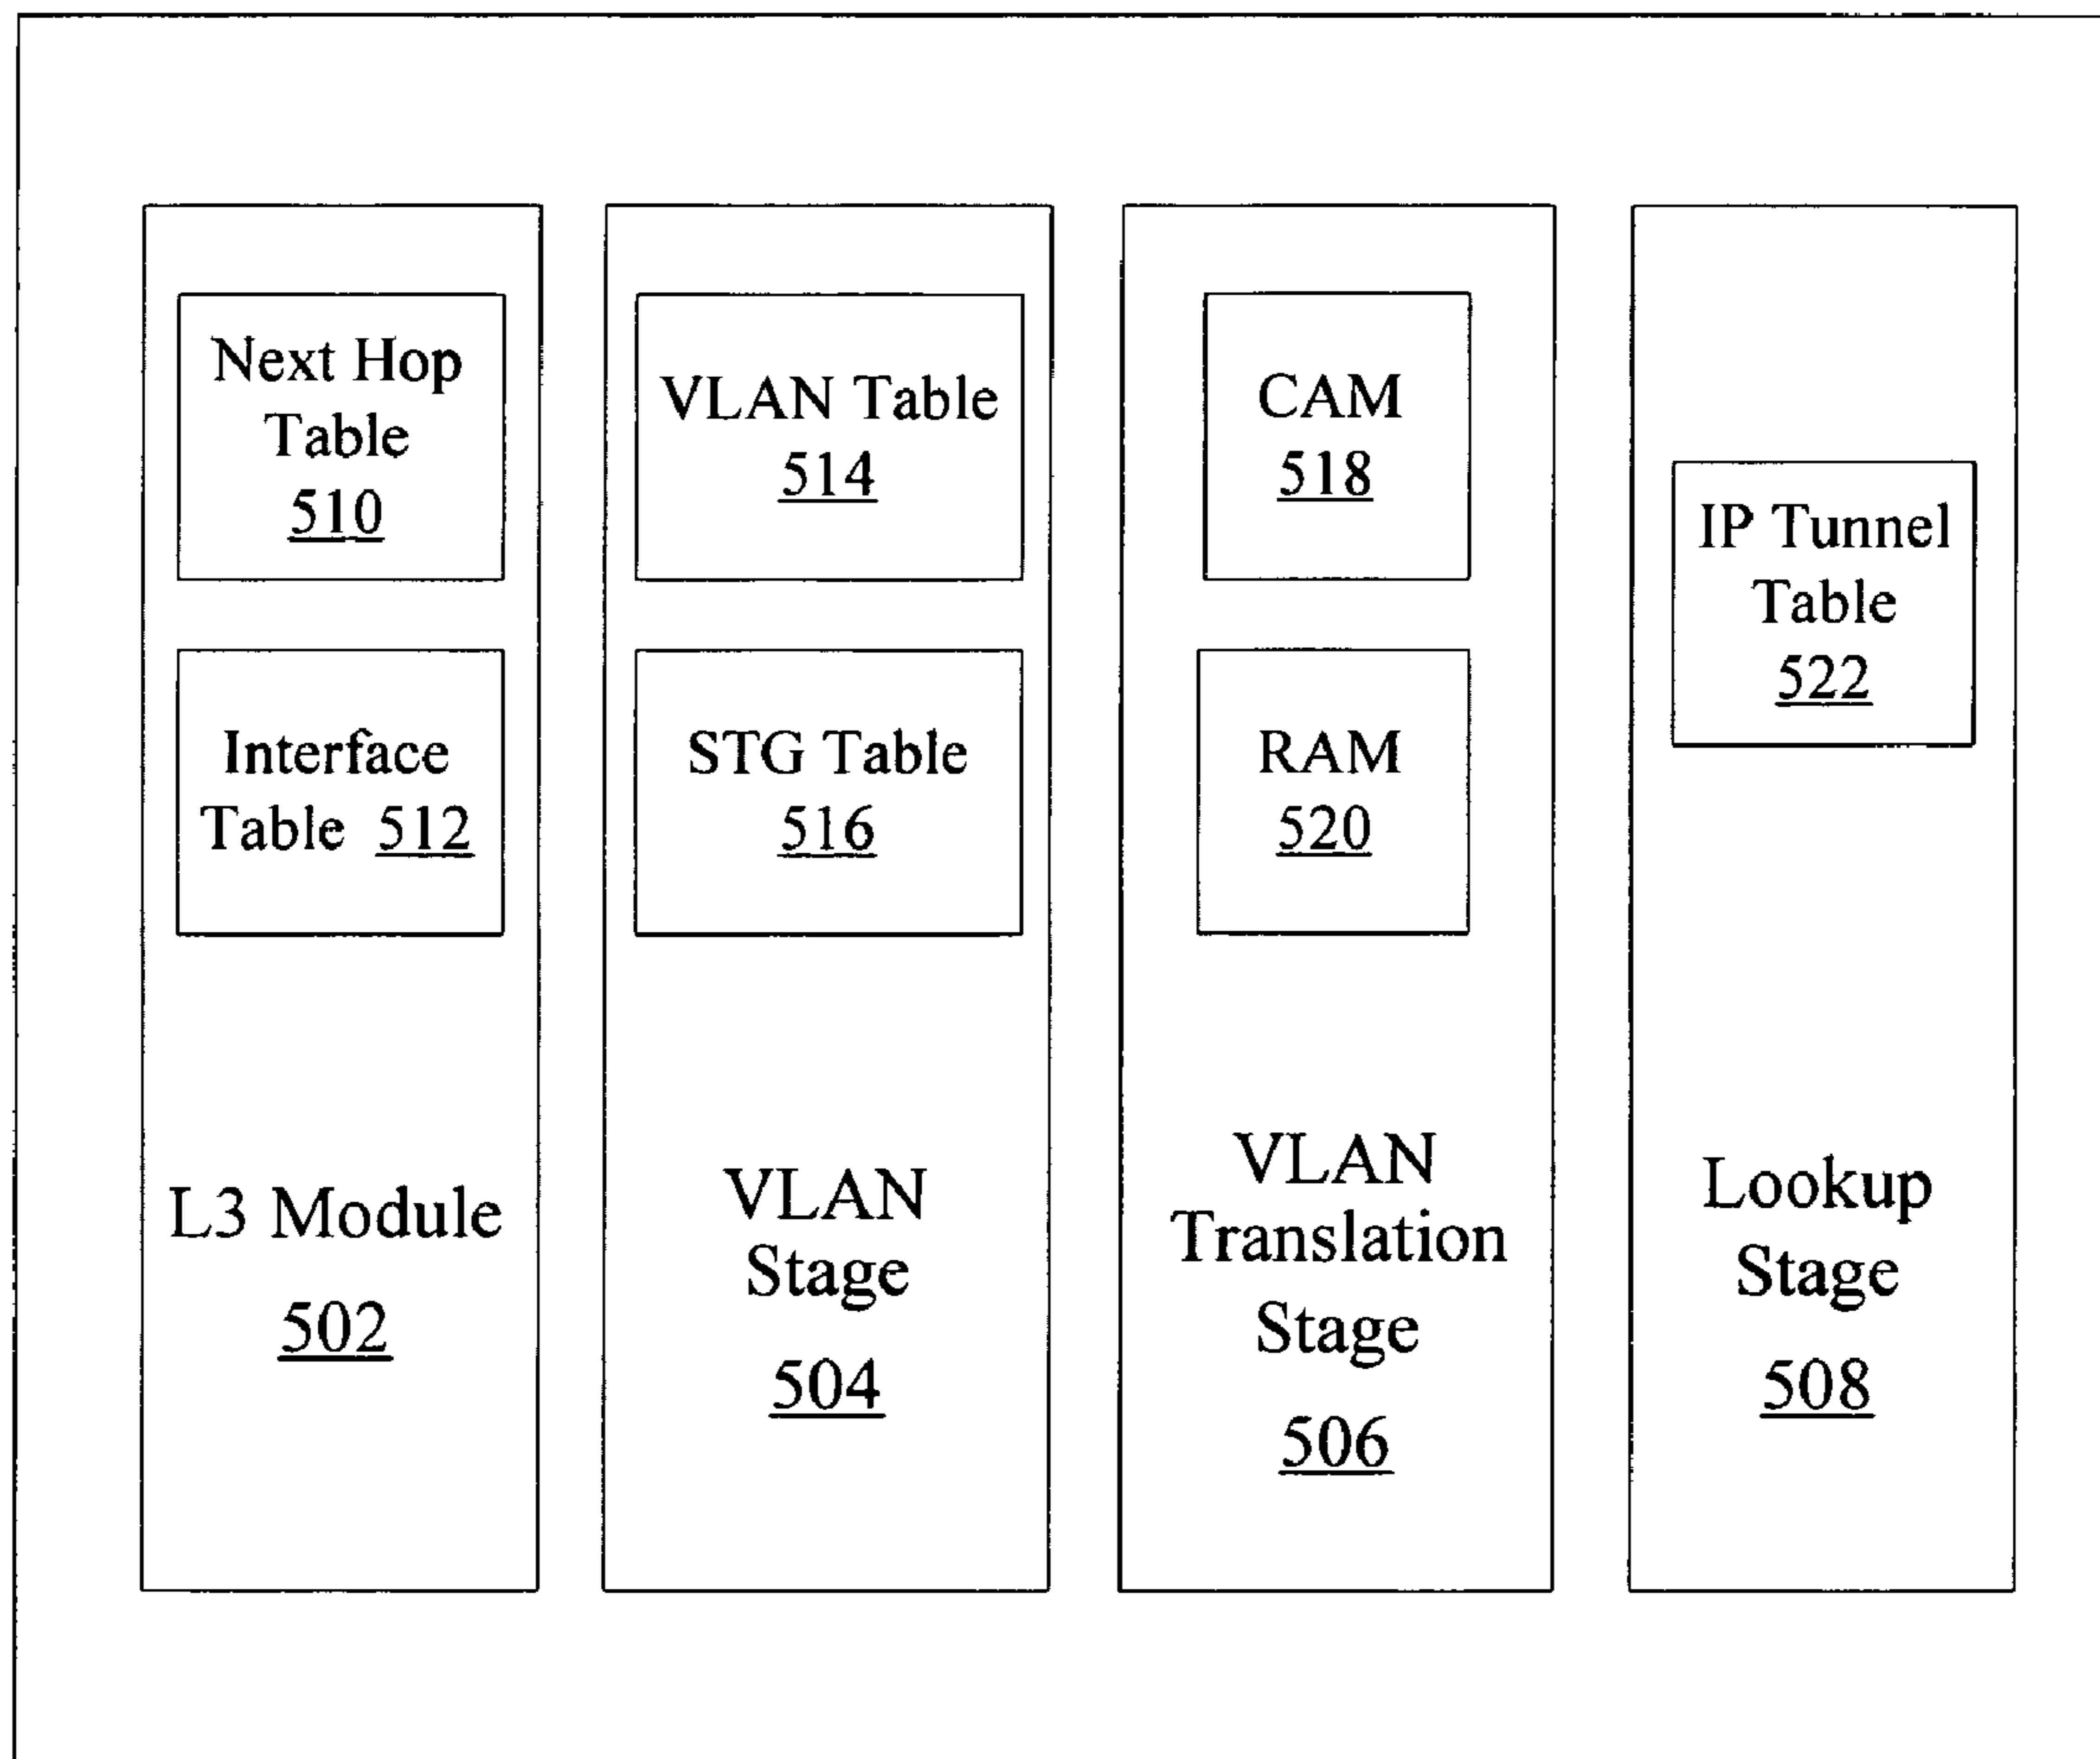 Next Hop
Table
510
Interface
Table 512
L3 Module
502
VLAN Table
514
STG Table
516
VLAN
Stage
504
CAM
518
RAM
520
VLAN
Translation
Stage
506
IP Tunnel
Table
522
Lookup
Stage
508